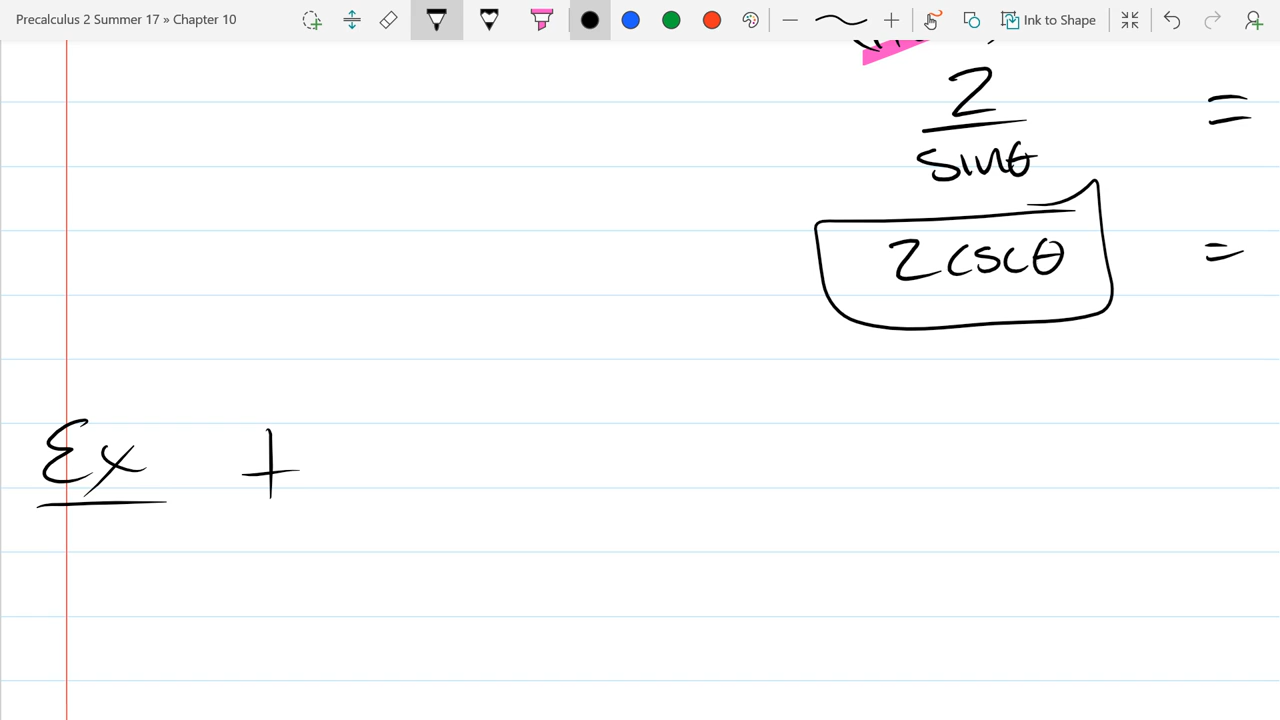 Precalculus 2 Summer 17 » Chapter 10 Ink to Shape
2 =
sinθ
2cscθ =
Ex +